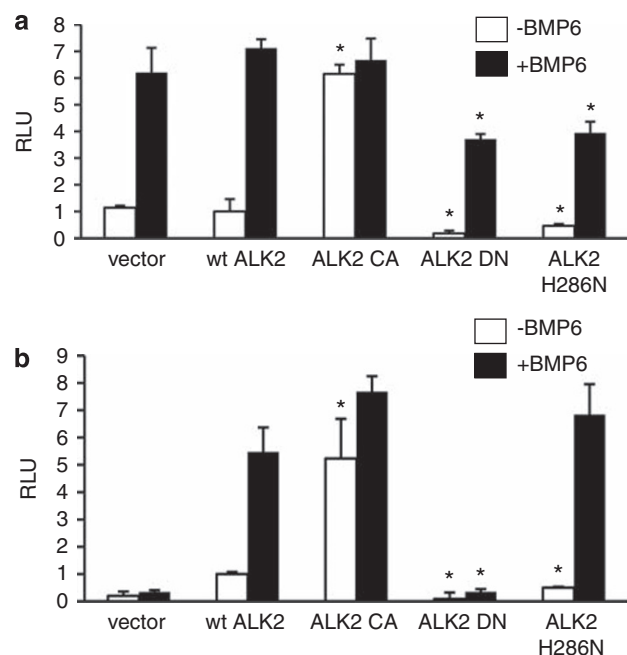 a
8
7
6
5
4
3
2
1
0
RLU
-BMP6
+BMP6
*
*
*
*
*
vector
wt ALK2
ALK2 CA
ALK2 DN
ALK2
H286N
b
9
8
7
6
5
4
3
2
1
0
RLU
-BMP6
+BMP6
*
*
*
*
vector
wt ALK2
ALK2 CA
ALK2 DN
ALK2
H286N